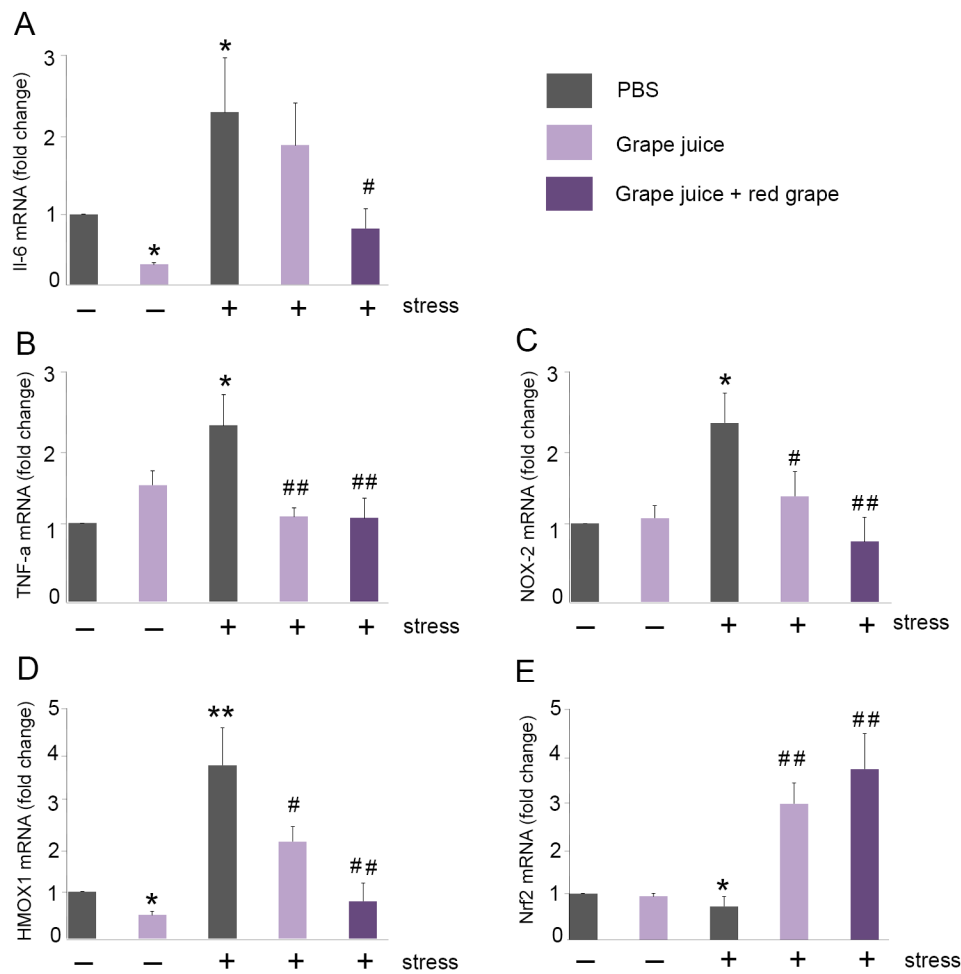 A
Il-6 mRNA (fold change)
3
2
1
0
*
*
*
#
– – + + + stress
PBS
Grape juice
Grape juice + red grape
B
TNF-a mRNA (fold change)
3
2
1
0
*
##
##
– – + + + stress
C
NOX-2 mRNA (fold change)
3
2
1
0
*
#
##
– – + + + stress
D
HMOX1 mRNA (fold change)
5
4
3
2
1
0
*
**
#
##
– – + + + stress
E
Nrf2 mRNA (fold change)
5
4
3
2
1
0
*
##
##
– – + + + stress